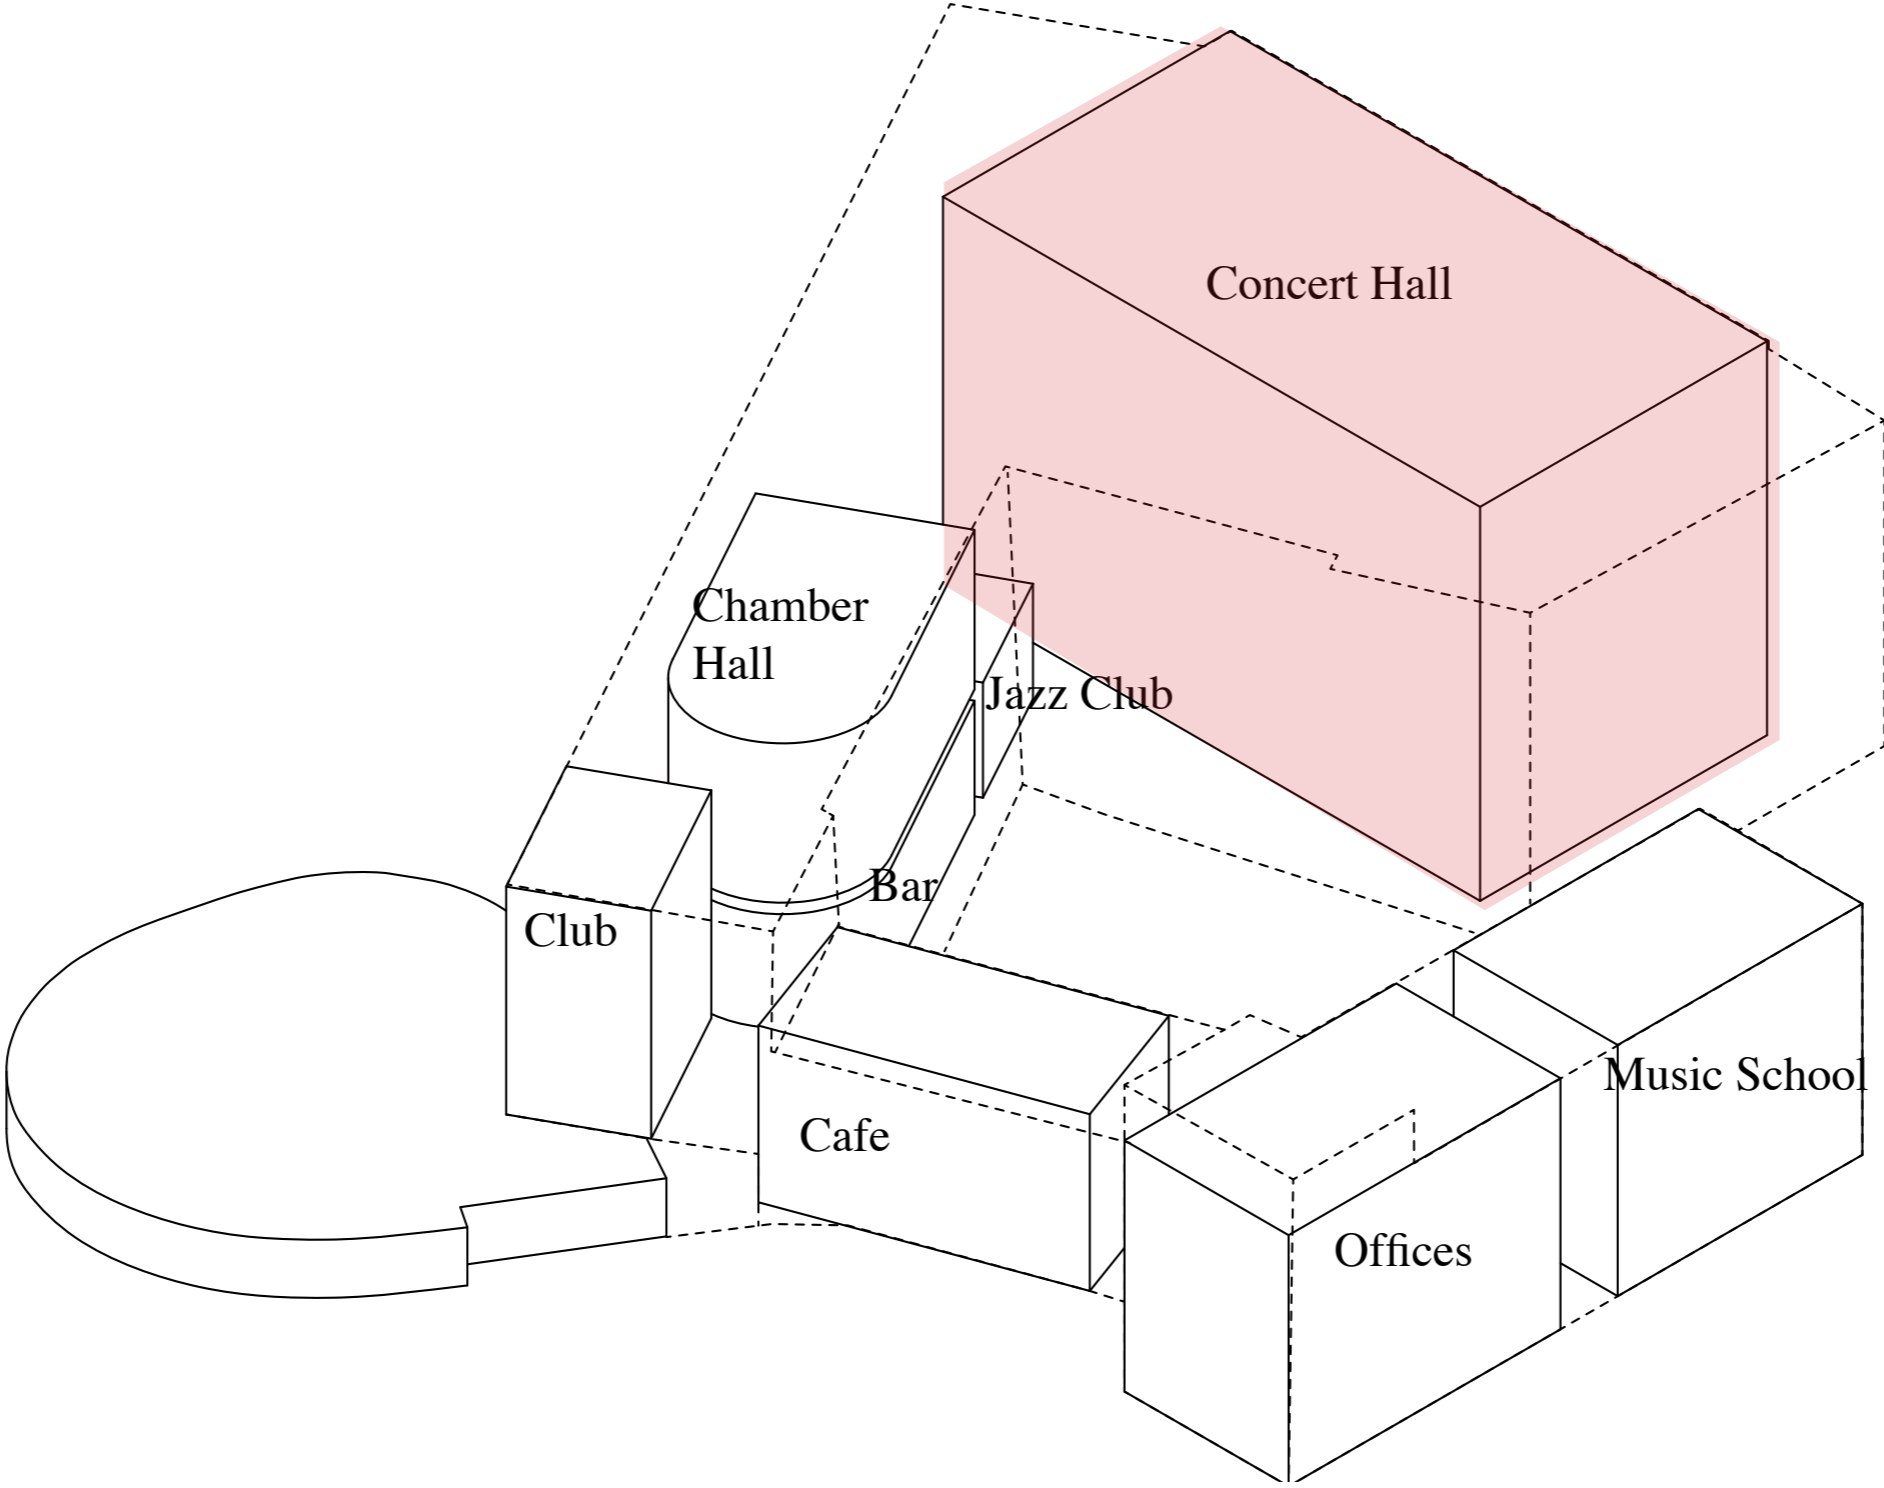 Concert Hall
Chamber
Hall
Jazz Club
Bar
Club
Cafe
Music School
Offices